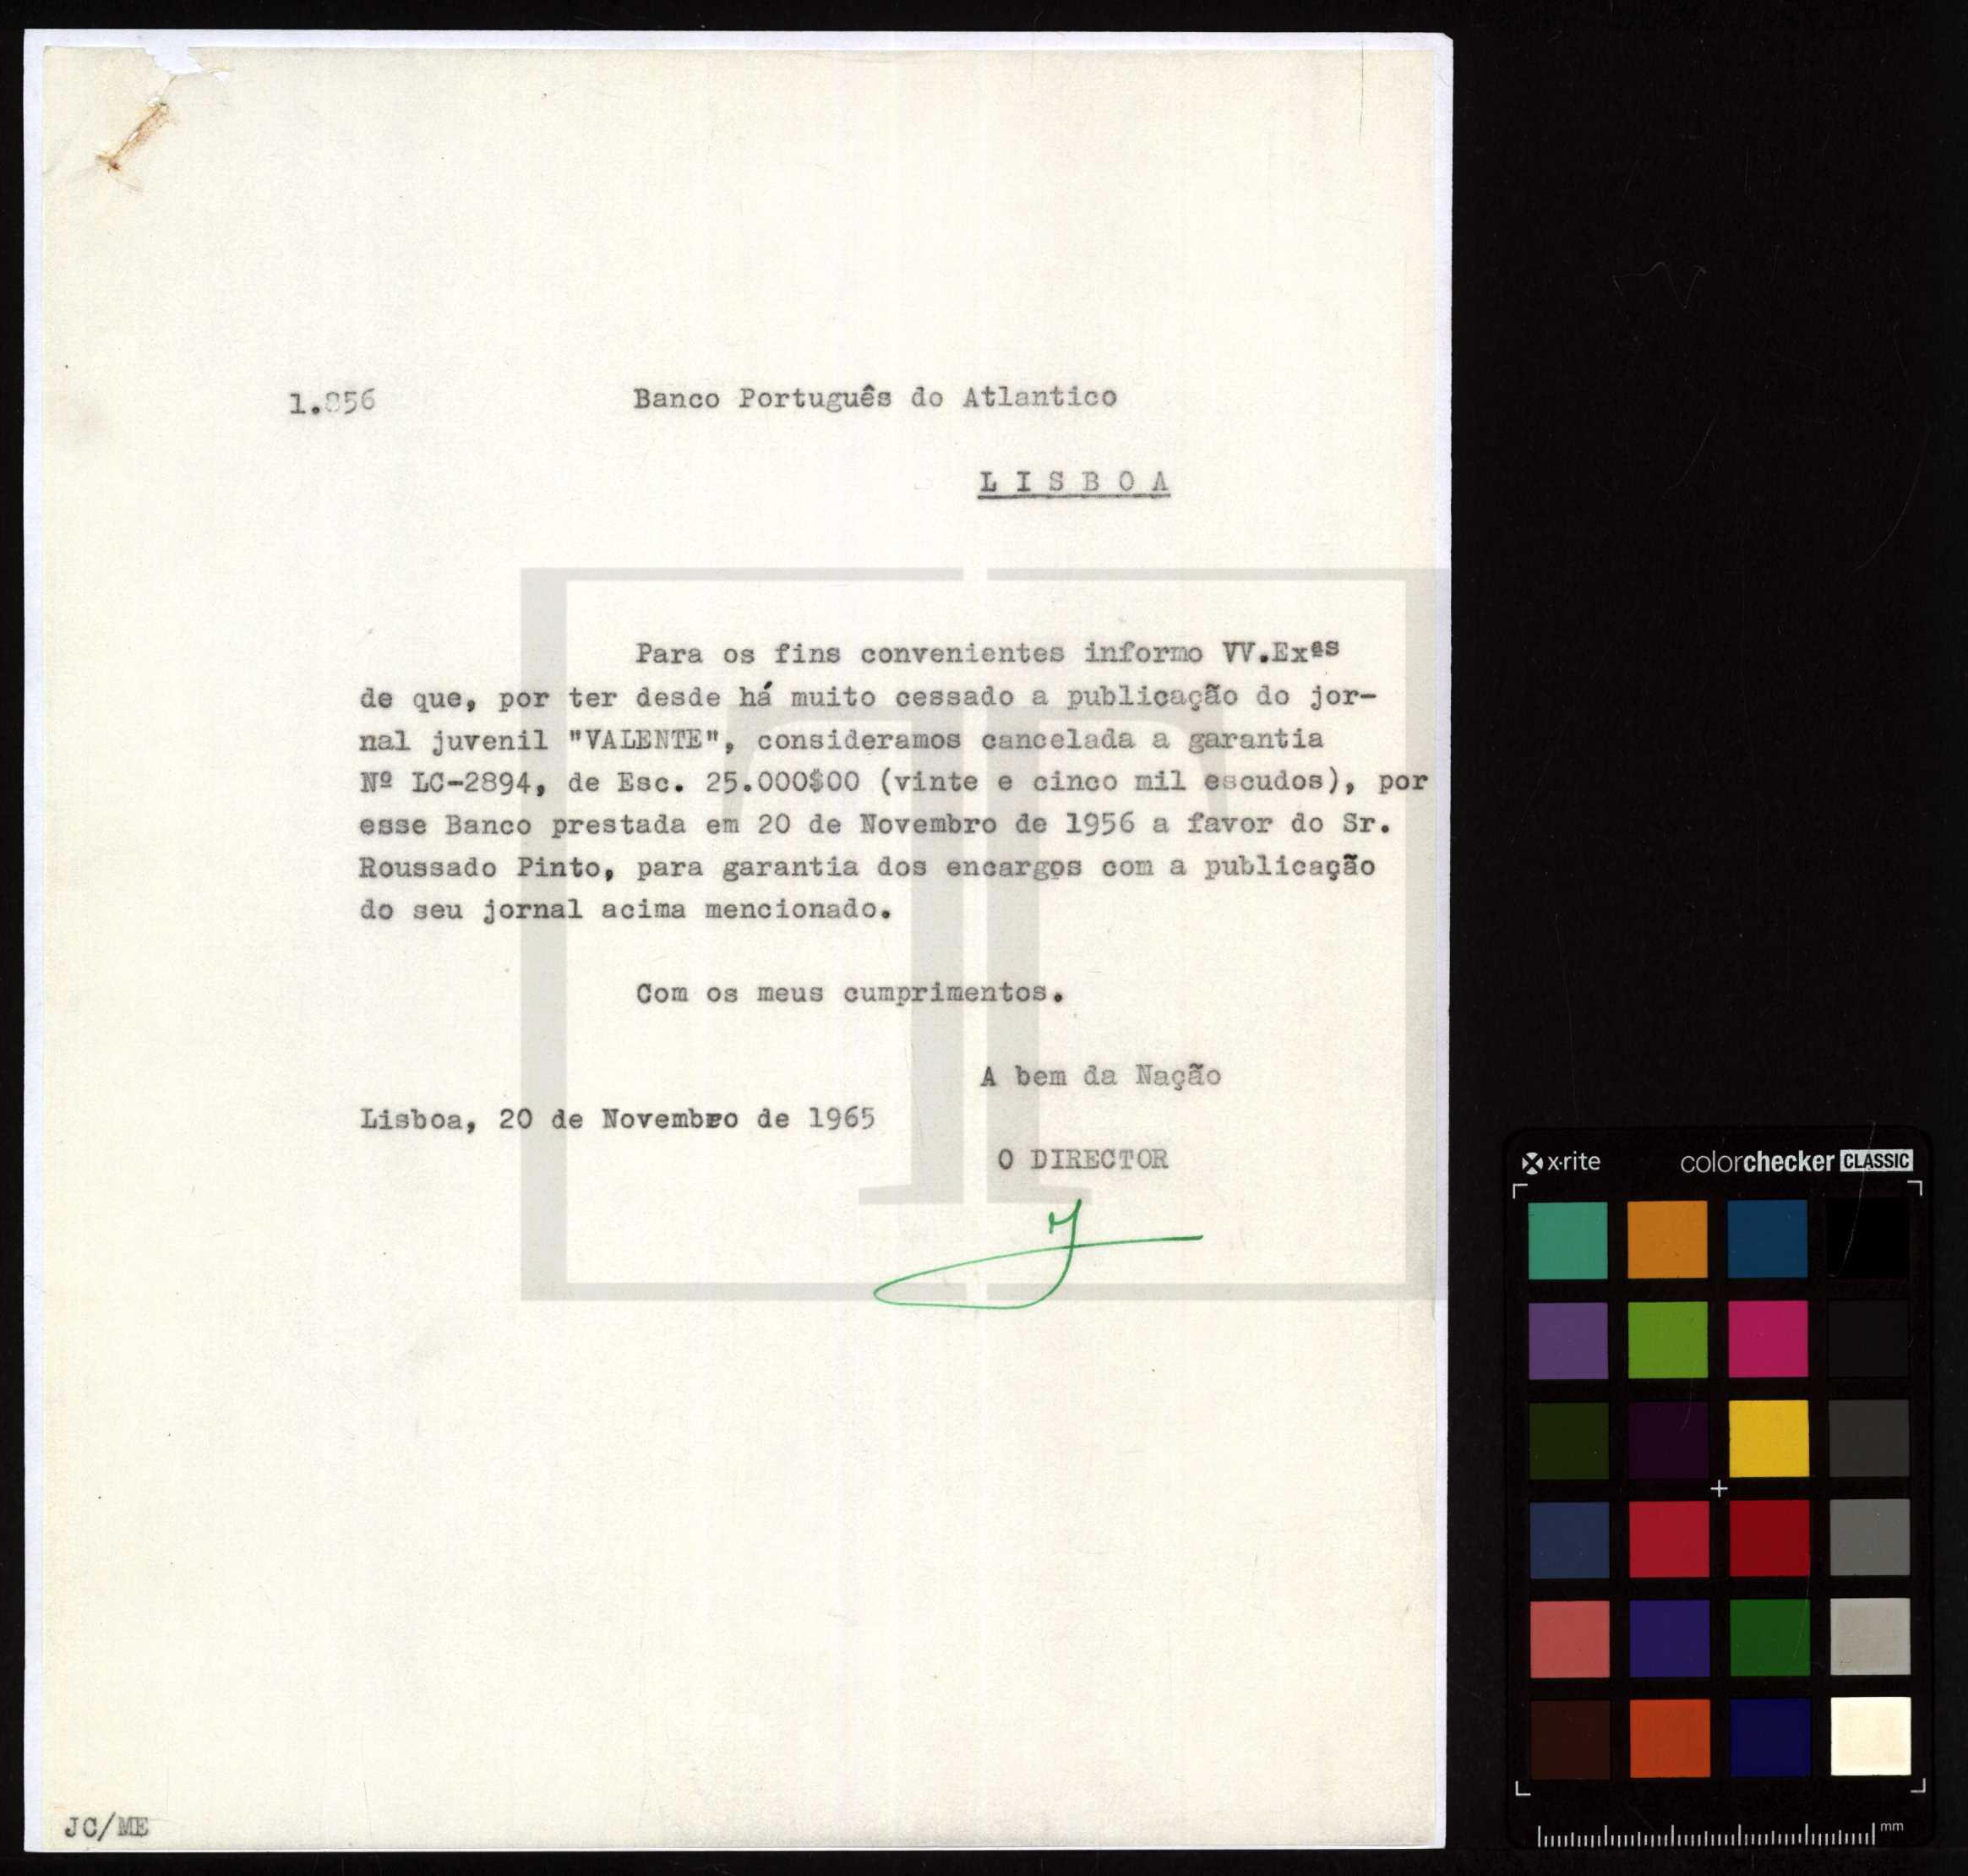 1.856
Banco Português do Atlantico
LISBOA
Para os fins convenientes informo VV.Exªs
de que, por ter desde há muito cessado a publicação do jor-
nal juvenil "VALENTE", consideramos cancelada a garantia
Nº LC-2894, de Esc. 25.000$00 (vinte e cinco mil escudos), por
esse Banco prestada em 20 de Novembro de 1956 a favor do Sr.
Roussado Pinto, para garantia dos encargos com a publicação
do seu jornal acima mencionado.
Com os meus cumprimentos.
A bem da Nação
Lisboa, 20 de Novembro de 1965
O DIRECTOR
JC/ME
x·rite colorchecker CLASSIC
mm